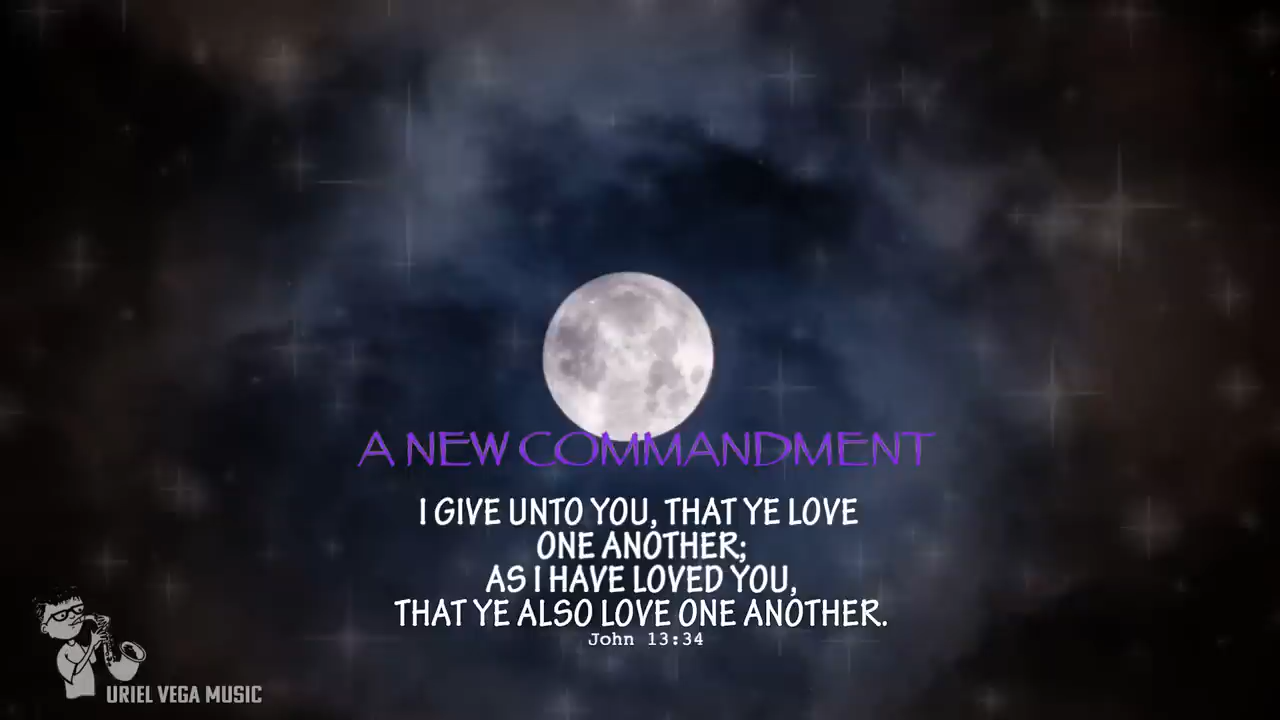 A NEW COMMANDMENT
I GIVE UNTO YOU, THAT YE LOVE
ONE ANOTHER;
AS I HAVE LOVED YOU,
THAT YE ALSO LOVE ONE ANOTHER.
John 13:34
URIEL VEGA MUSIC